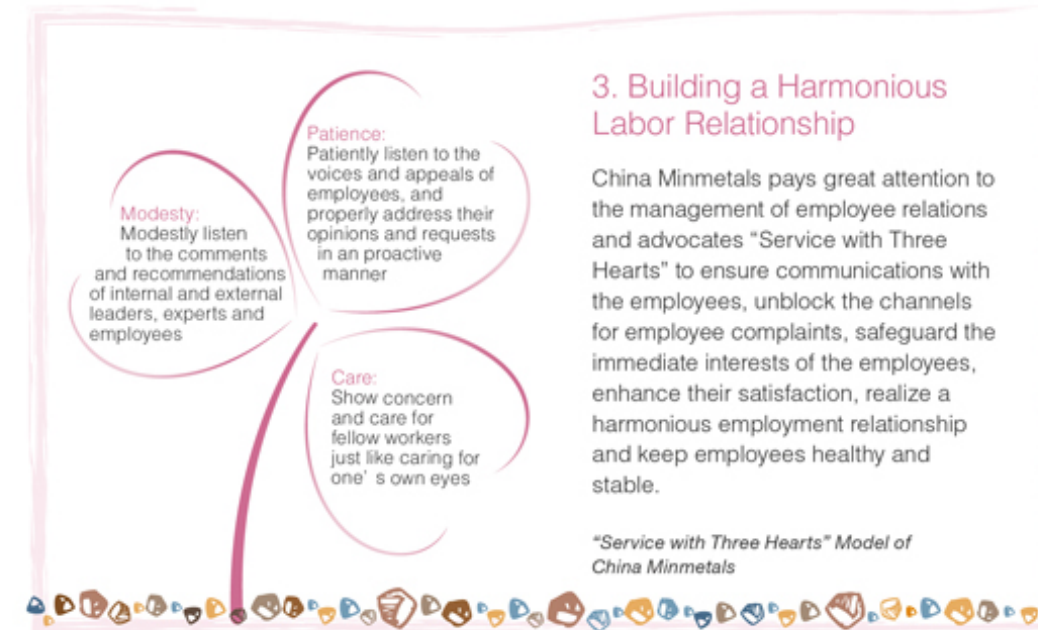 Patience:
Patiently listen to the
voices and appeals of
employees, and
properly address their
opinions and requests
in an proactive
manner
Modesty:
Modestly listen
to the comments
and recommendations
of internal and external
leaders, experts and
employees
Care:
Show concern
and care for
fellow workers
just like caring for
one’ s own eyes
3. Building a Harmonious
Labor Relationship
China Minmetals pays great attention to
the management of employee relations
and advocates “Service with Three
Hearts” to ensure communications with
the employees, unblock the channels
for employee complaints, safeguard the
immediate interests of the employees,
enhance their satisfaction, realize a
harmonious employment relationship
and keep employees healthy and
stable.
“Service with Three Hearts” Model of
China Minmetals